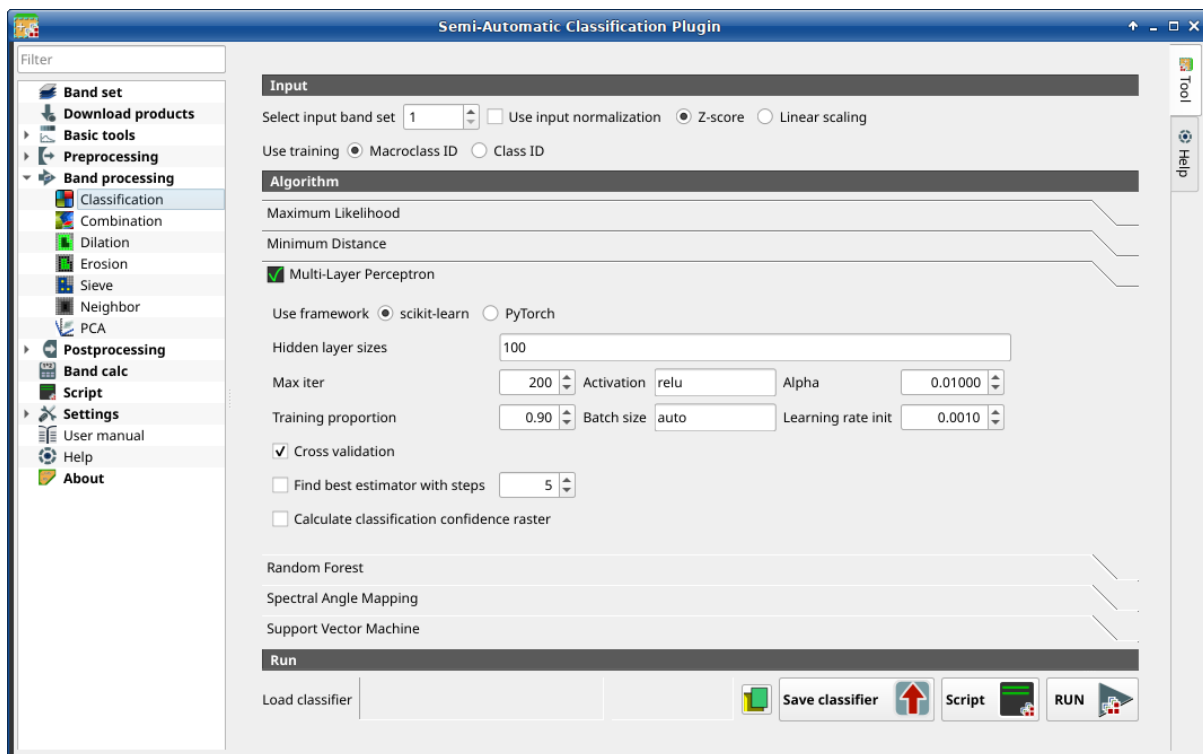 Semi-Automatic Classification Plugin
Filter
Band set
Download products
Basic tools
Preprocessing
Band processing
Classification
Combination
Dilation
Erosion
Sieve
Neighbor
PCA
Postprocessing
Band calc
Script
Settings
User manual
Help
About
Input
Select input band set 1 Use input normalization Z-score Linear scaling
Use training Macroclass ID Class ID
Algorithm
Maximum Likelihood
Minimum Distance
Multi-Layer Perceptron
Use framework scikit-learn PyTorch
Hidden layer sizes 100
Max iter 200 Activation relu Alpha 0.01000
Training proportion 0.90 Batch size auto Learning rate init 0.0010
Cross validation
Find best estimator with steps 5
Calculate classification confidence raster
Random Forest
Spectral Angle Mapping
Support Vector Machine
Run
Load classifier Save classifier Script RUN
Tool
Help